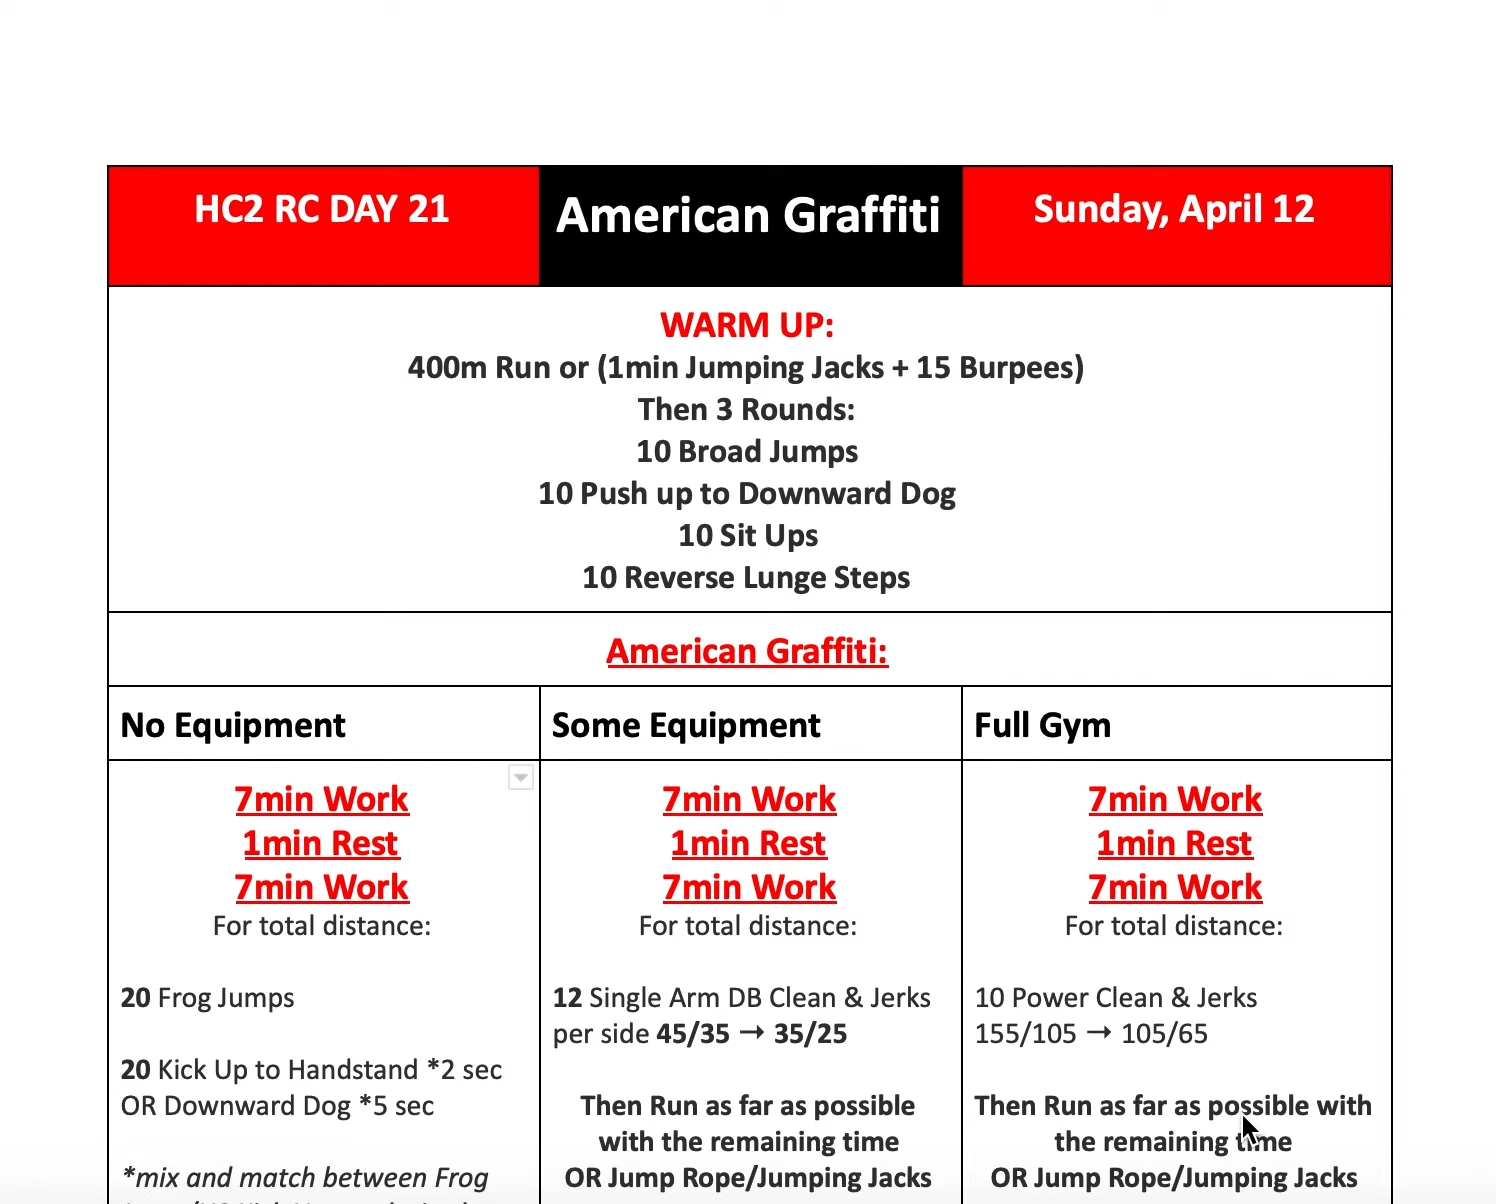 HC2 RC DAY 21
American Graffiti
Sunday, April 12
WARM UP:
400m Run or (1min Jumping Jacks + 15 Burpees)
Then 3 Rounds:
10 Broad Jumps
10 Push up to Downward Dog
10 Sit Ups
10 Reverse Lunge Steps
American Graffiti:
No Equipment
Some Equipment
Full Gym
7min Work
1min Rest
7min Work
For total distance:
20 Frog Jumps
20 Kick Up to Handstand *2 sec
OR Downward Dog *5 sec
*mix and match between Frog
7min Work
1min Rest
7min Work
For total distance:
12 Single Arm DB Clean & Jerks
per side 45/35 → 35/25
Then Run as far as possible
with the remaining time
OR Jump Rope/Jumping Jacks
7min Work
1min Rest
7min Work
For total distance:
10 Power Clean & Jerks
155/105 → 105/65
Then Run as far as possible with
the remaining time
OR Jump Rope/Jumping Jacks